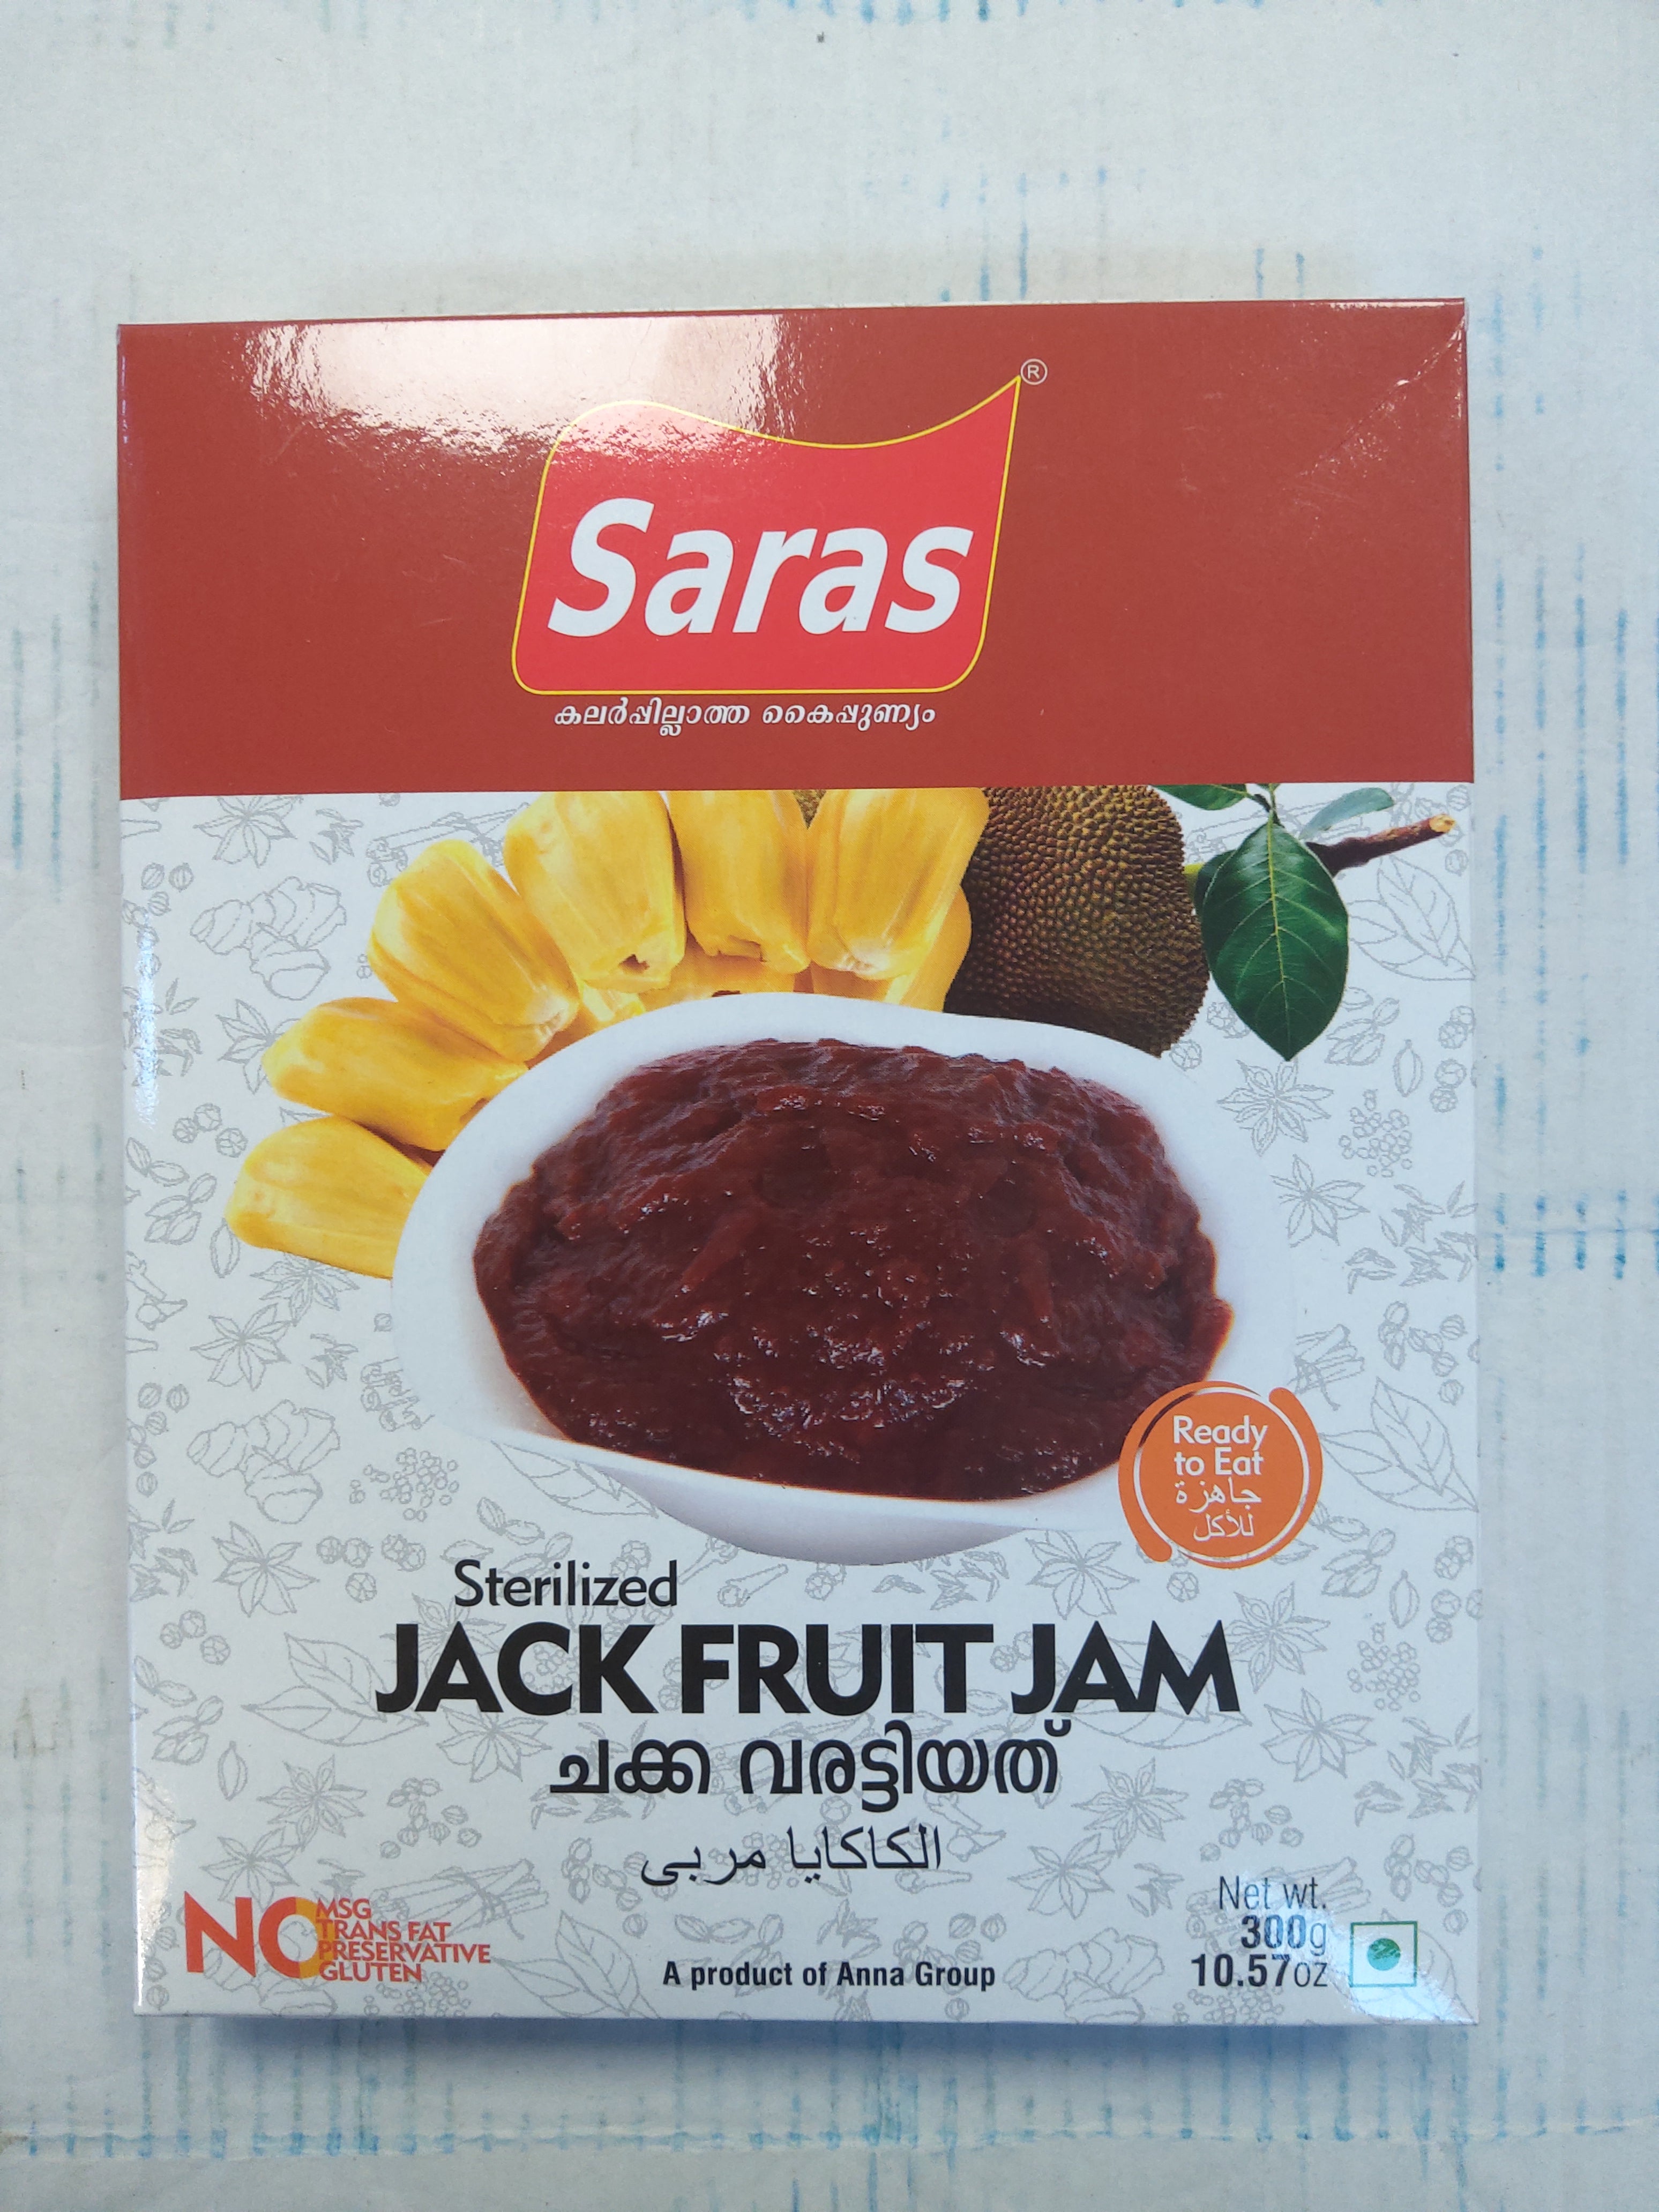 Saras®
കലർപ്പില്ലാത്ത കൈപ്പുണ്യം
Ready
to Eat
جاهزة
للأكل
Sterilized
JACK FRUIT JAM
ചക്ക വരട്ടിയത്
الكاكايا مربى
NO MSG
TRANS FAT
PRESERVATIVE
GLUTEN
A product of Anna Group
Net wt.
300g
10.57oz